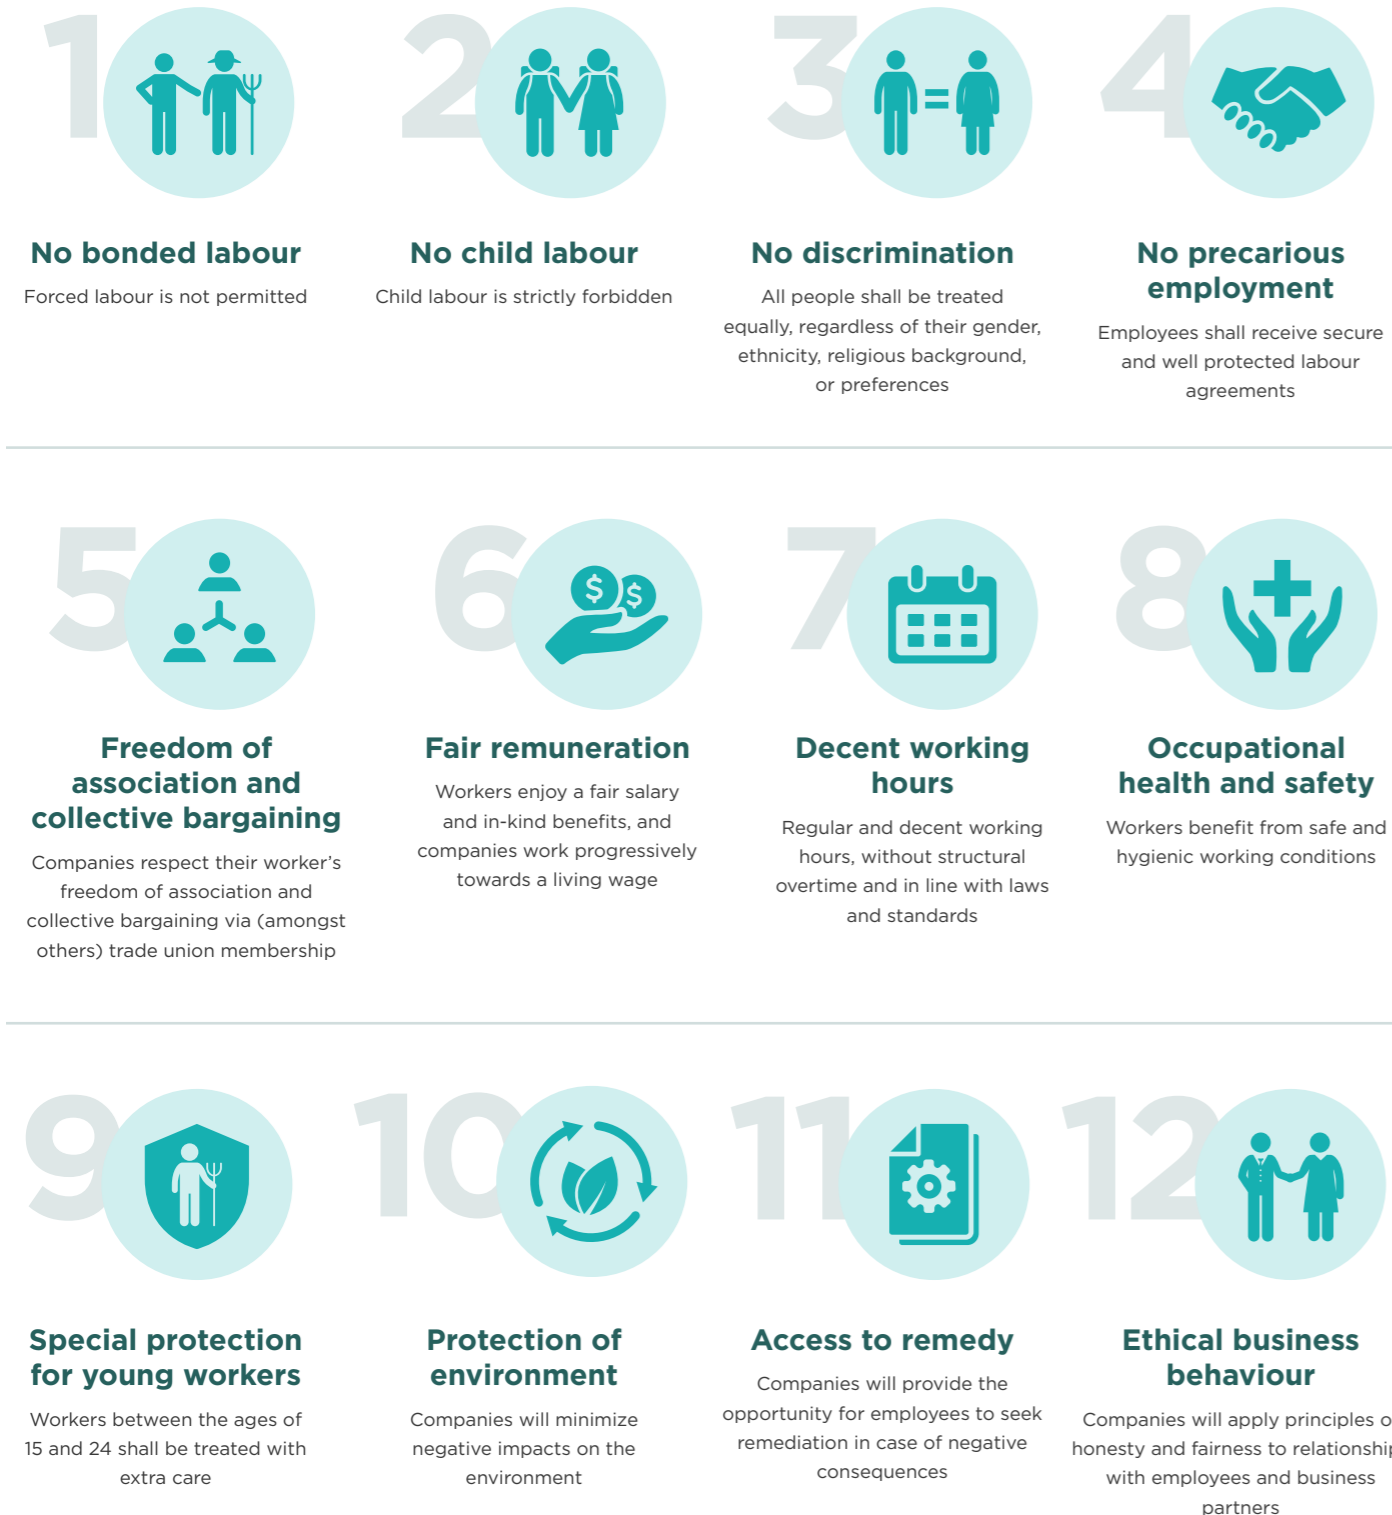 1
No bonded labour
Forced labour is not permitted
2
No child labour
Child labour is strictly forbidden
3
No discrimination
All people shall be treated
equally, regardless of their gender,
ethnicity, religious background,
or preferences
4
No precarious
employment
Employees shall receive secure
and well protected labour
agreements
5
Freedom of
association and
collective bargaining
Companies respect their worker's
freedom of association and
collective bargaining via (amongst
others) trade union membership
6
$ $
Fair remuneration
Workers enjoy a fair salary
and in-kind benefits, and
companies work progressively
towards a living wage
7
Decent working
hours
Regular and decent working
hours, without structural
overtime and in line with laws
and standards
8
Occupational
health and safety
Workers benefit from safe and
hygienic working conditions
9
Special protection
for young workers
Workers between the ages of
15 and 24 shall be treated with
extra care
10
Protection of
environment
Companies will minimize
negative impacts on the
environment
11
Access to remedy
Companies will provide the
opportunity for employees to seek
remediation in case of negative
consequences
12
Ethical business
behaviour
Companies will apply principles
honesty and fairness to
with employees and business
partners